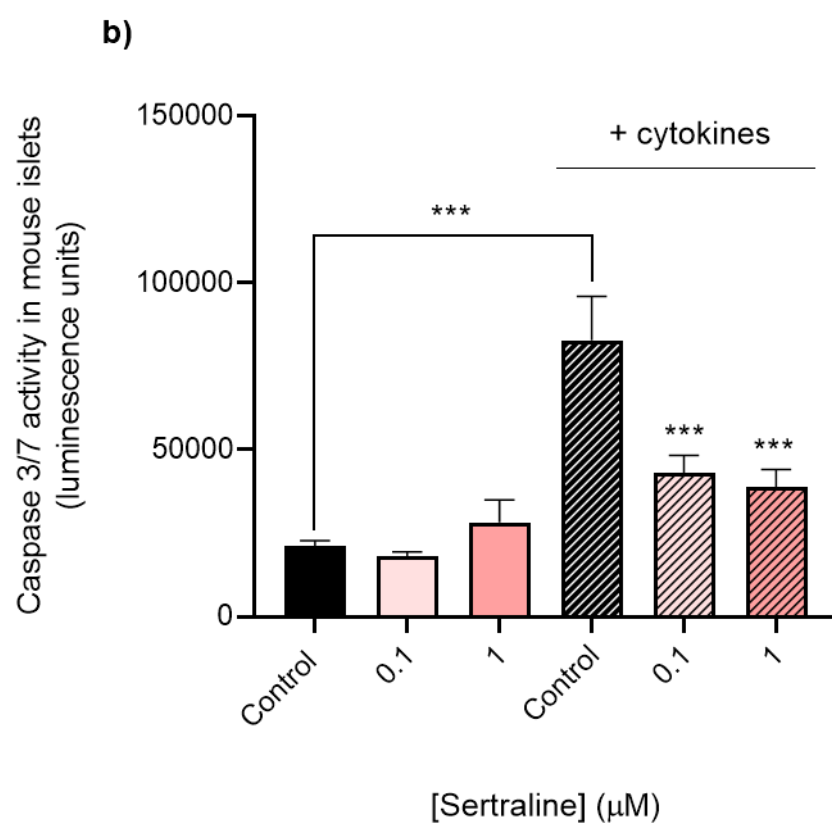 b)
Caspase 3/7 activity in mouse islets
(luminescence units)
150000
100000
50000
0
+ cytokines
***
***
***
Control
0.1
1
Control
0.1
1
[Sertraline] (μM)